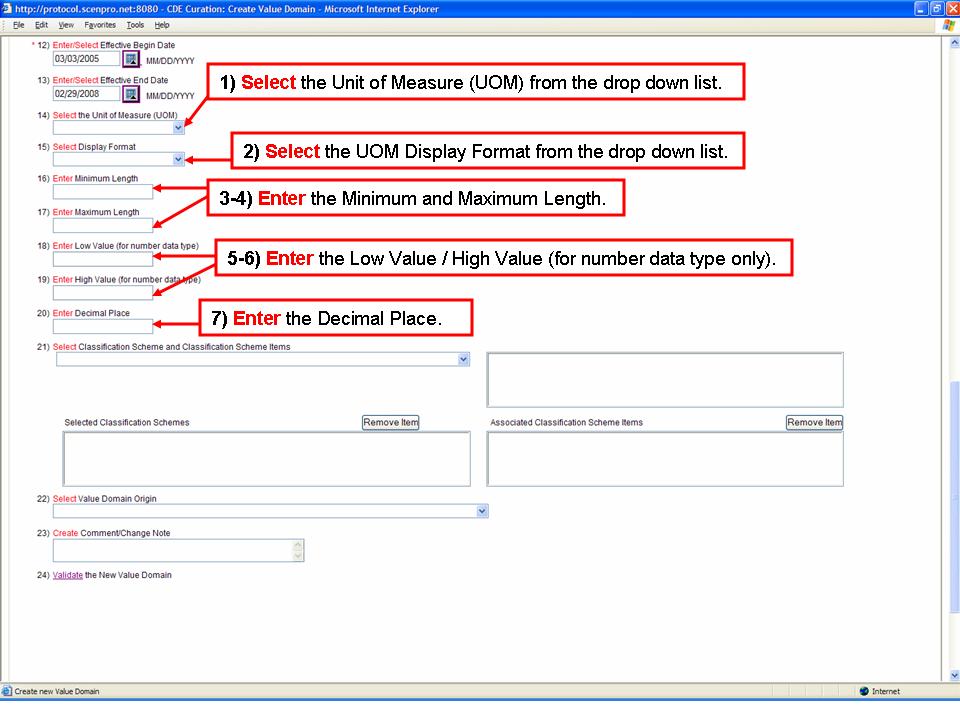 http://protocol.scenpro.net:8080 - CDE Curation: Create Value Domain - Microsoft Internet Explorer
File Edit View Favorites Tools Help
* 12) Enter/Select Effective Begin Date
03/03/2005 MM/DD/YYYY
13) Enter/Select Effective End Date
02/29/2008 MM/DD/YYYY
1) Select the Unit of Measure (UOM) from the drop down list.
14) Select the Unit of Measure (UOM)
15) Select Display Format
2) Select the UOM Display Format from the drop down list.
16) Enter Minimum Length
3-4) Enter the Minimum and Maximum Length.
17) Enter Maximum Length
18) Enter Low Value (for number data type)
5-6) Enter the Low Value / High Value (for number data type only).
19) Enter High Value (for number data type)
20) Enter Decimal Place
7) Enter the Decimal Place.
21) Select Classification Scheme and Classification Scheme Items
Selected Classification Schemes Remove Item Associated Classification Scheme Items Remove Item
22) Select Value Domain Origin
23) Create Comment/Change Note
24) Validate the New Value Domain
Create new Value Domain Internet